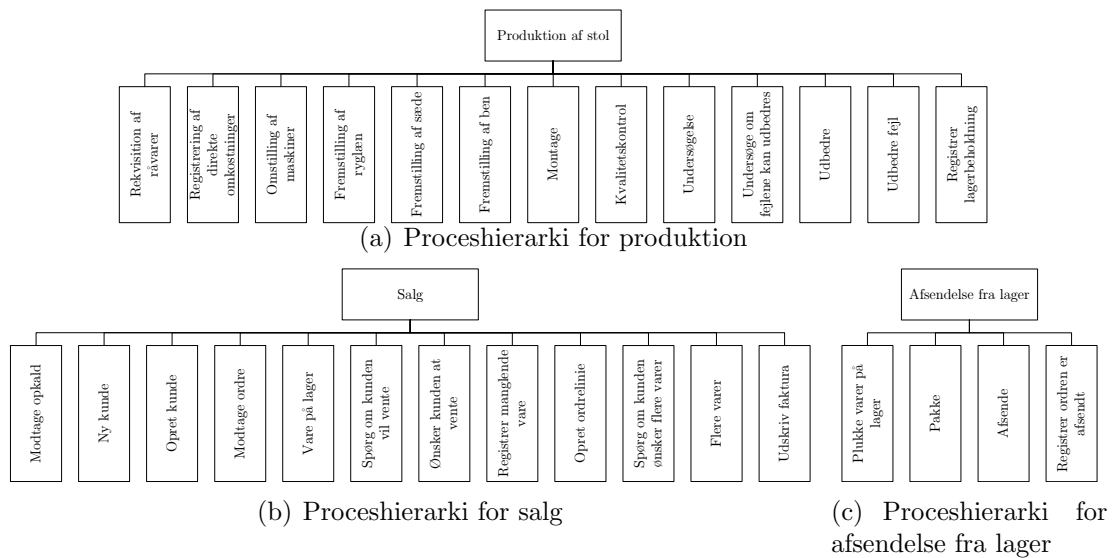 Produktion af stol
Rekvisition af
råvarer
Registrering af
direkte
omkostninger
Omstilling af
maskiner
Fremstilling af
ryglæn
Fremstilling af sæde
Fremstilling af ben
Montage
Kvalitetskontrol
Undersøgelse
Undersøge om
fejlene kan udbedres
Udbedre
Udbedre fejl
Registrer
lagerbeholdning
(a) Proceshierarki for produktion
Salg
Modtage opkald
Ny kunde
Opret kunde
Modtage ordre
Vare på lager
Spørg om kunden
vil vente
Ønsker kunden at
vente
Registrer manglende
vare
Opret ordrelinie
Spørg om kunden
ønsker flere varer
Flere varer
Udskriv faktura
(b) Proceshierarki for salg
Afsendelse fra lager
Plukke varer på
lager
Pakke
Afsende
Registrer ordren er
afsendt
(c) Proceshierarki for
afsendelse fra lager